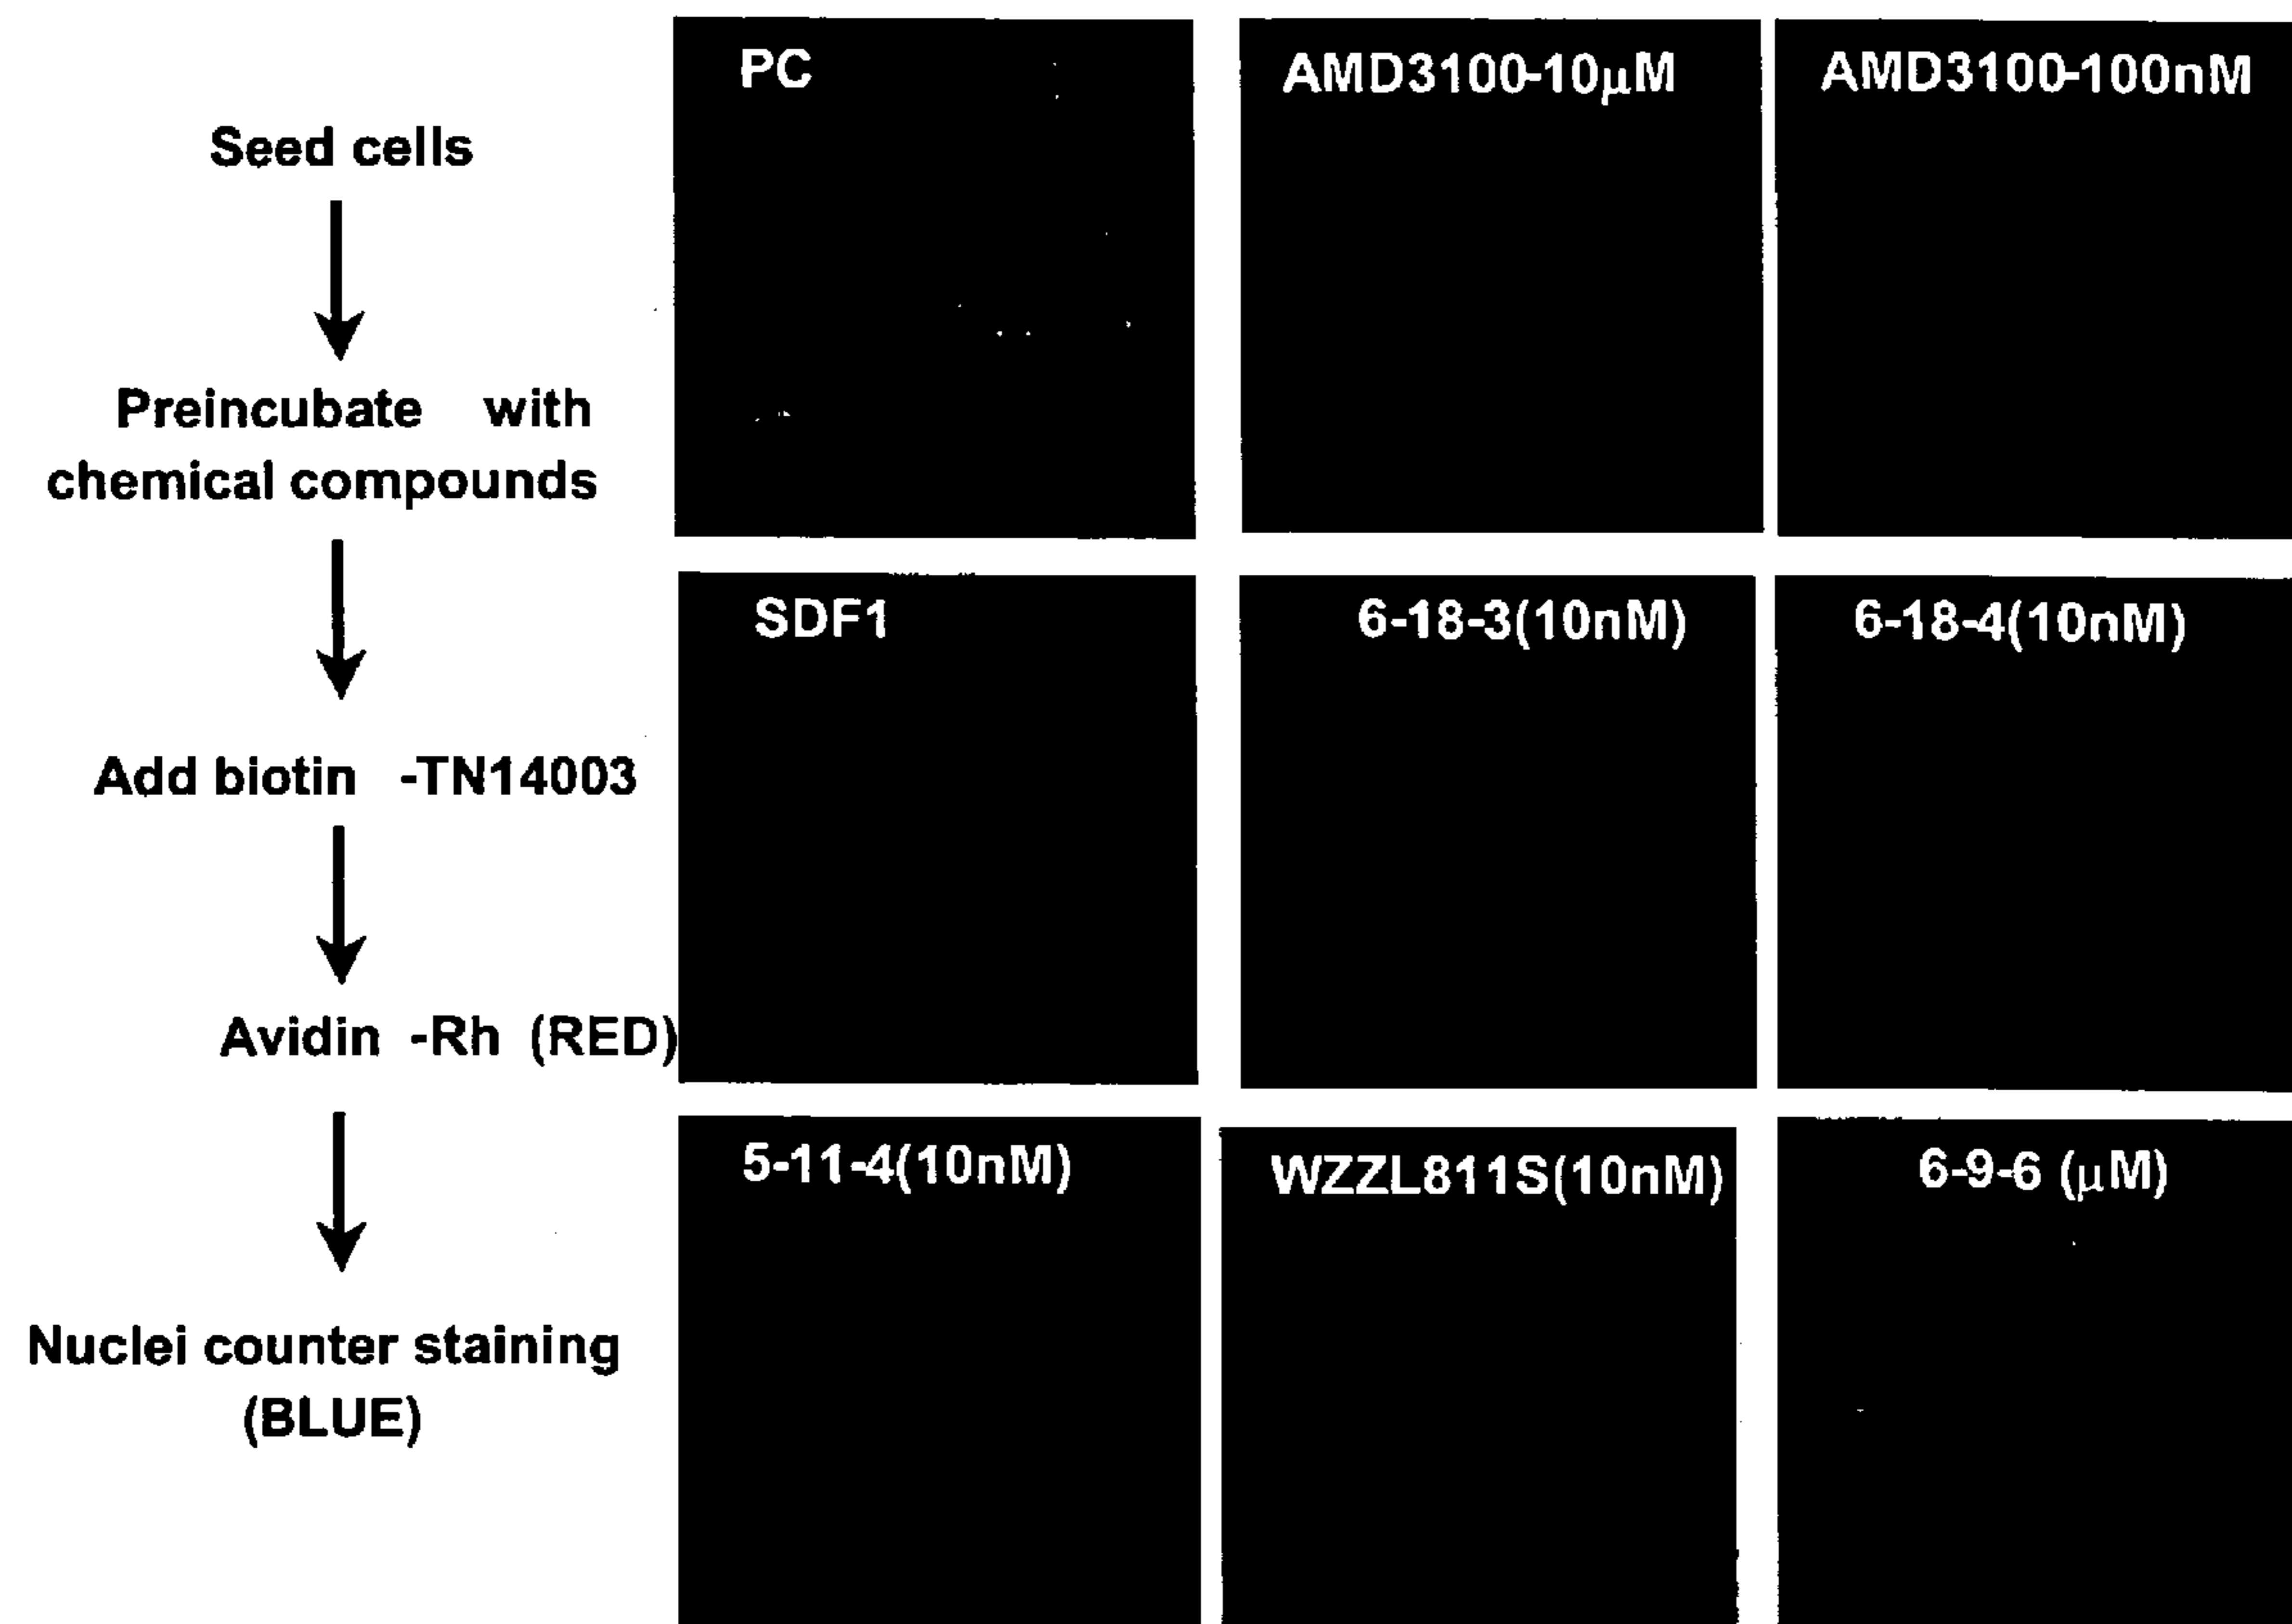 Seed cells
Preincubate with
chemical compounds
Add biotin -TN14003
Avidin -Rh (RED)
Nuclei counter staining
(BLUE)
PC
AMD3100-10μM
AMD3100-100nM
SDF1
6-18-3(10nM)
6-18-4(10nM)
5-11-4(10nM)
WZZL811S(10nM)
6-9-6 (μM)